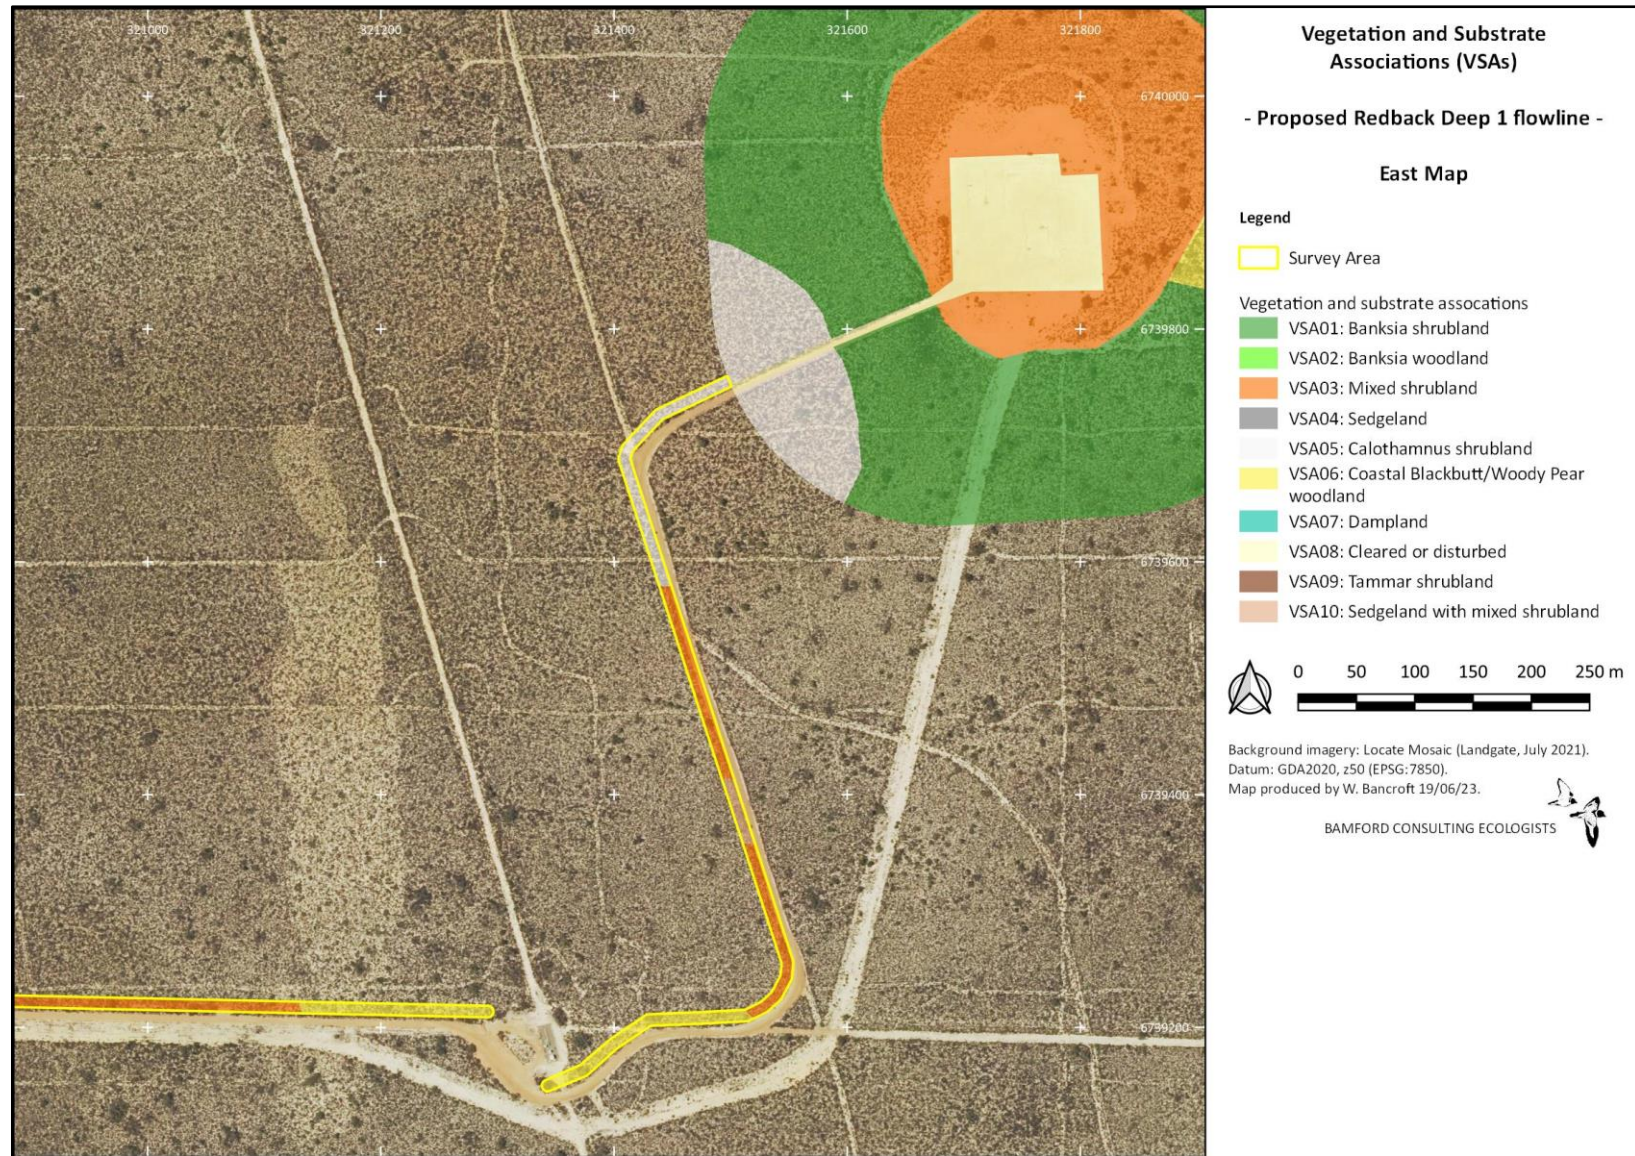 321000
321200
321400
321600
321800
6740000
6739800
6739600
6739400
6739200
Vegetation and Substrate
Associations (VSAs)
- Proposed Redback Deep 1 flowline -
East Map
Legend
Survey Area
Vegetation and substrate assocations
VSA01: Banksia shrubland
VSA02: Banksia woodland
VSA03: Mixed shrubland
VSA04: Sedgeland
VSA05: Calothamnus shrubland
VSA06: Coastal Blackbutt/Woody Pear
woodland
VSA07: Dampland
VSA08: Cleared or disturbed
VSA09: Tammar shrubland
VSA10: Sedgeland with mixed shrubland
0 50 100 150 200 250 m
Background imagery: Locate Mosaic (Landgate, July 2021).
Datum: GDA2020, z50 (EPSG:7850).
Map produced by W. Bancroft 19/06/23.
BAMFORD CONSULTING ECOLOGISTS